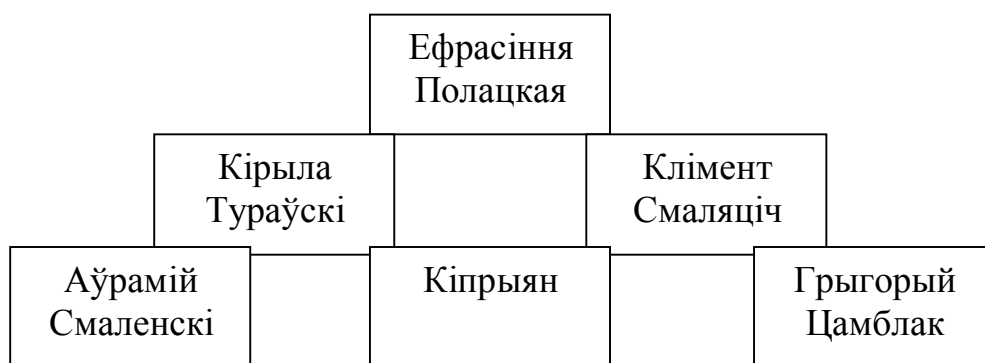 Ефрасіння
Полацкая
Кірыла
Тураўскі
Клімент
Смаляціч
Аўрамій
Смаленскі
Кіпрыян
Грыгорый
Цамблак